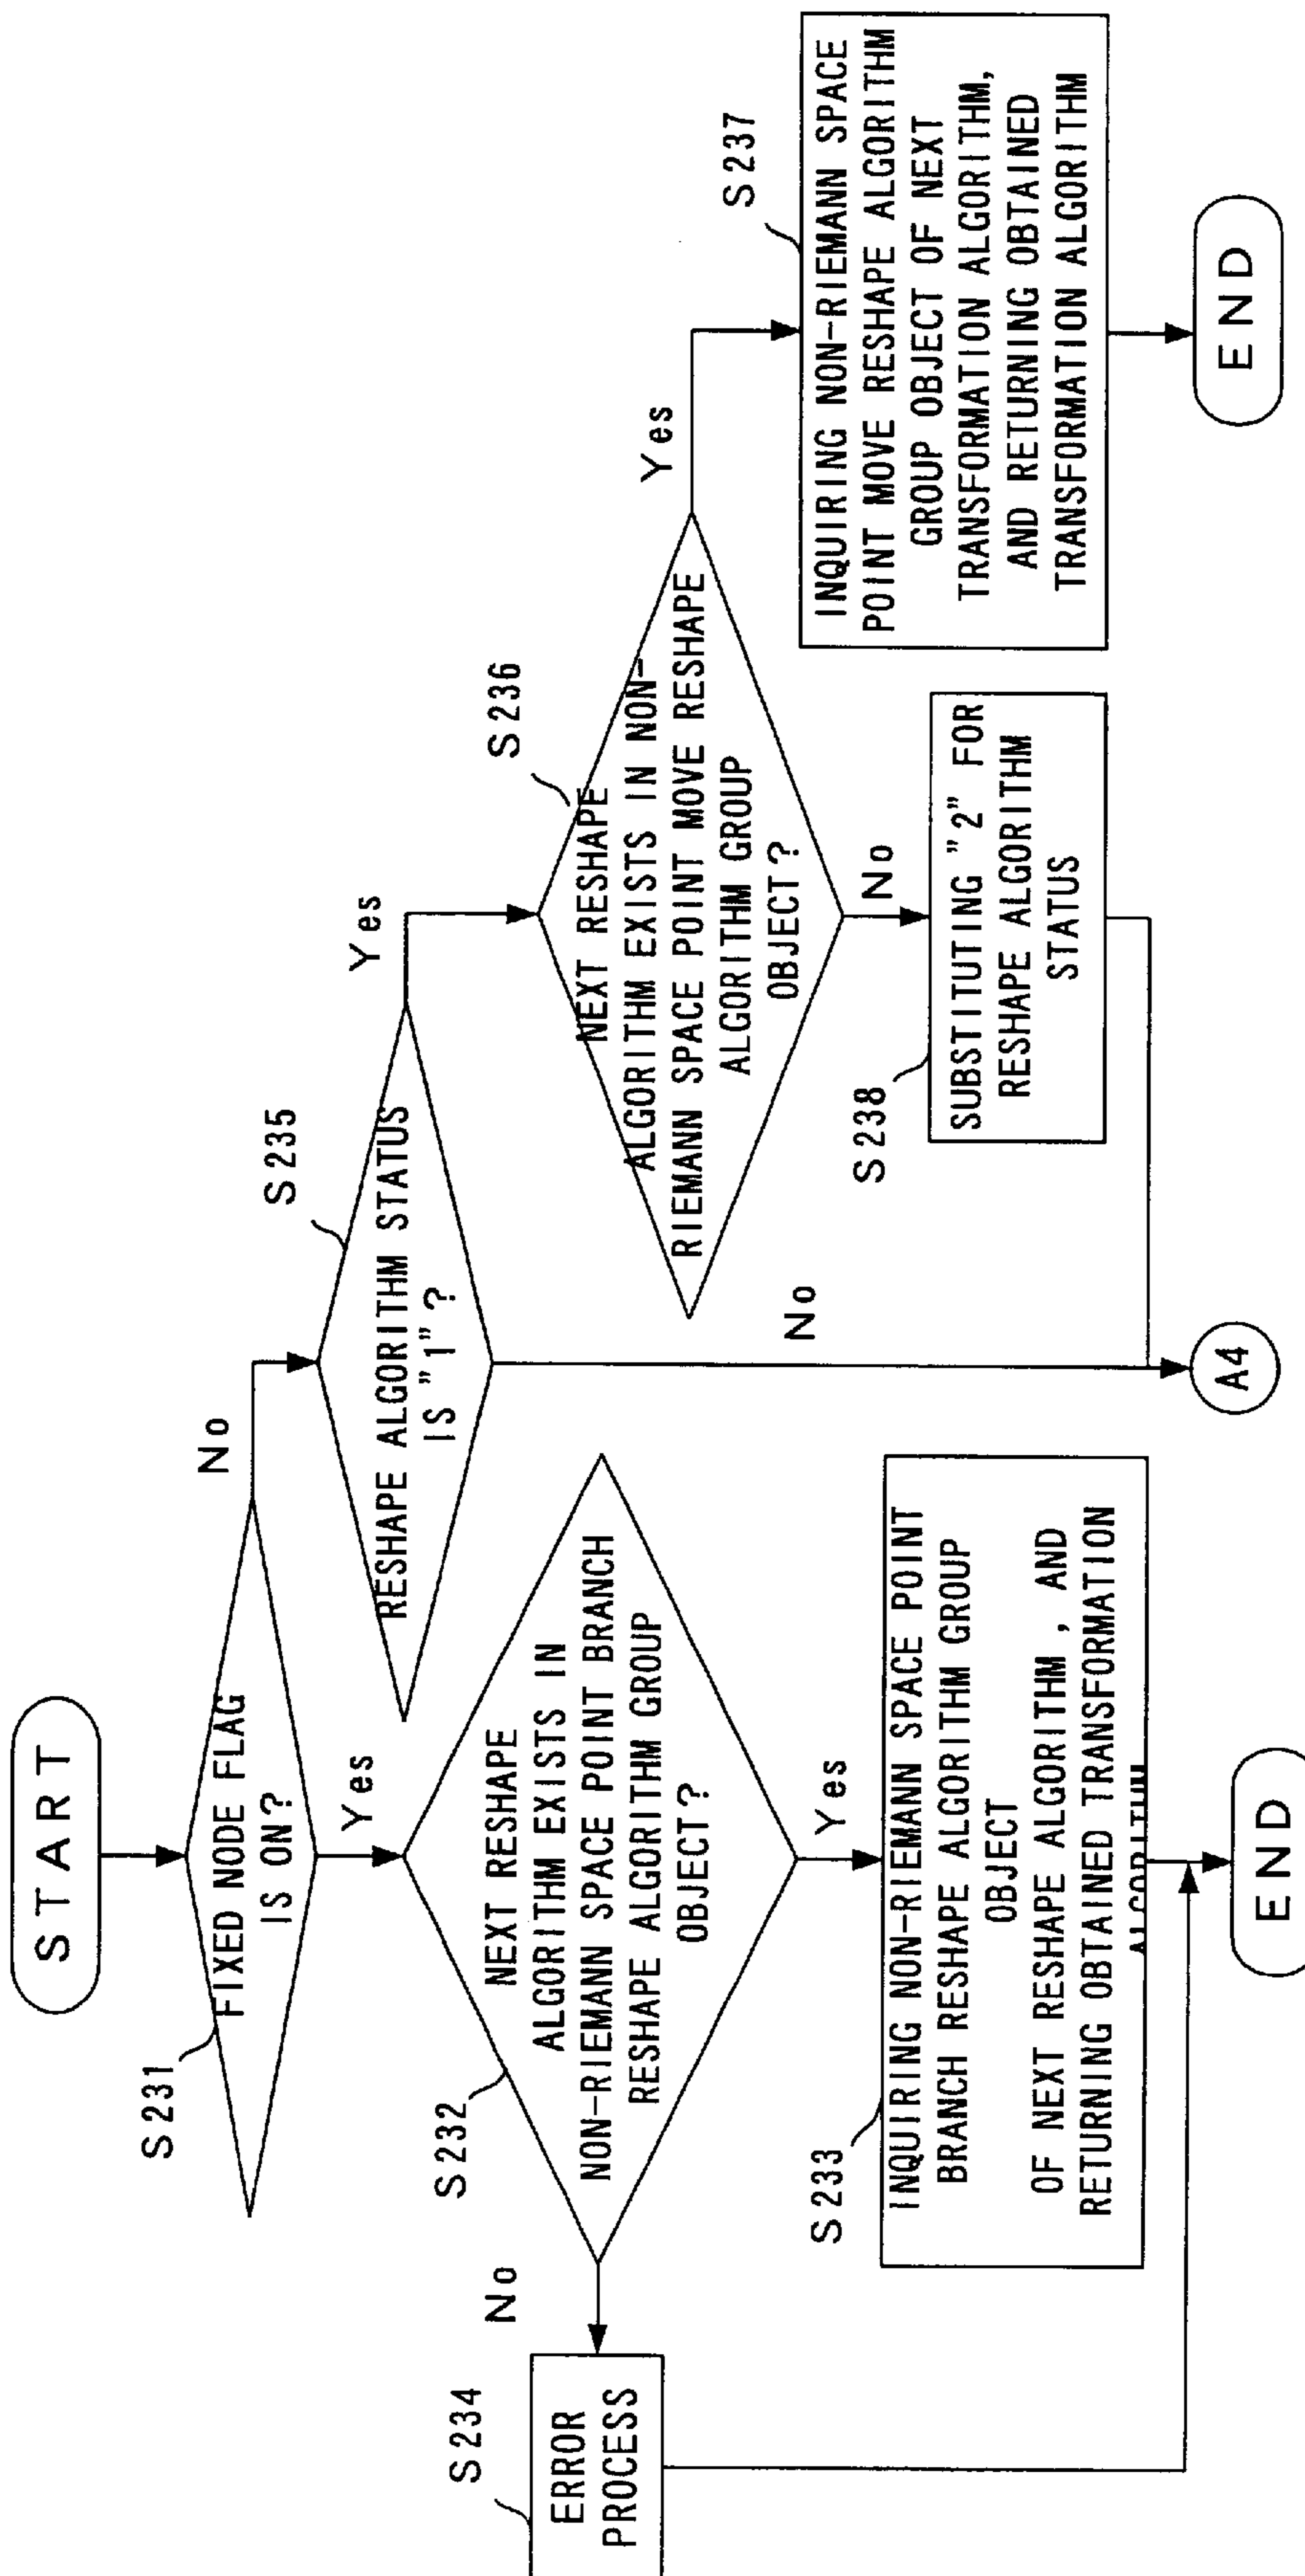 START
S231
FIXED NODE FLAG
IS ON?
No
Yes
S232
NEXT RESHAPE
ALGORITHM EXISTS IN
NON-RIEMANN SPACE POINT BRANCH
RESHAPE ALGORITHM GROUP
OBJECT?
No
Yes
S234
ERROR
PROCESS
S233
INQUIRING NON-RIEMANN SPACE POINT
BRANCH RESHAPE ALGORITHM GROUP
OBJECT
OF NEXT RESHAPE ALGORITHM, AND
RETURNING OBTAINED TRANSFORMATION
ALGORITHM
END
S235
RESHAPE ALGORITHM STATUS
IS "1"?
Yes
No
S236
NEXT RESHAPE
ALGORITHM EXISTS IN NON-
RIEMANN SPACE POINT MOVE RESHAPE
ALGORITHM GROUP
OBJECT?
Yes
No
S237
INQUIRING NON-RIEMANN SPACE
POINT MOVE RESHAPE ALGORITHM
GROUP OBJECT OF NEXT
TRANSFORMATION ALGORITHM,
AND RETURNING OBTAINED
TRANSFORMATION ALGORITHM
END
S238
SUBSTITUTING "2" FOR
RESHAPE ALGORITHM
STATUS
A4